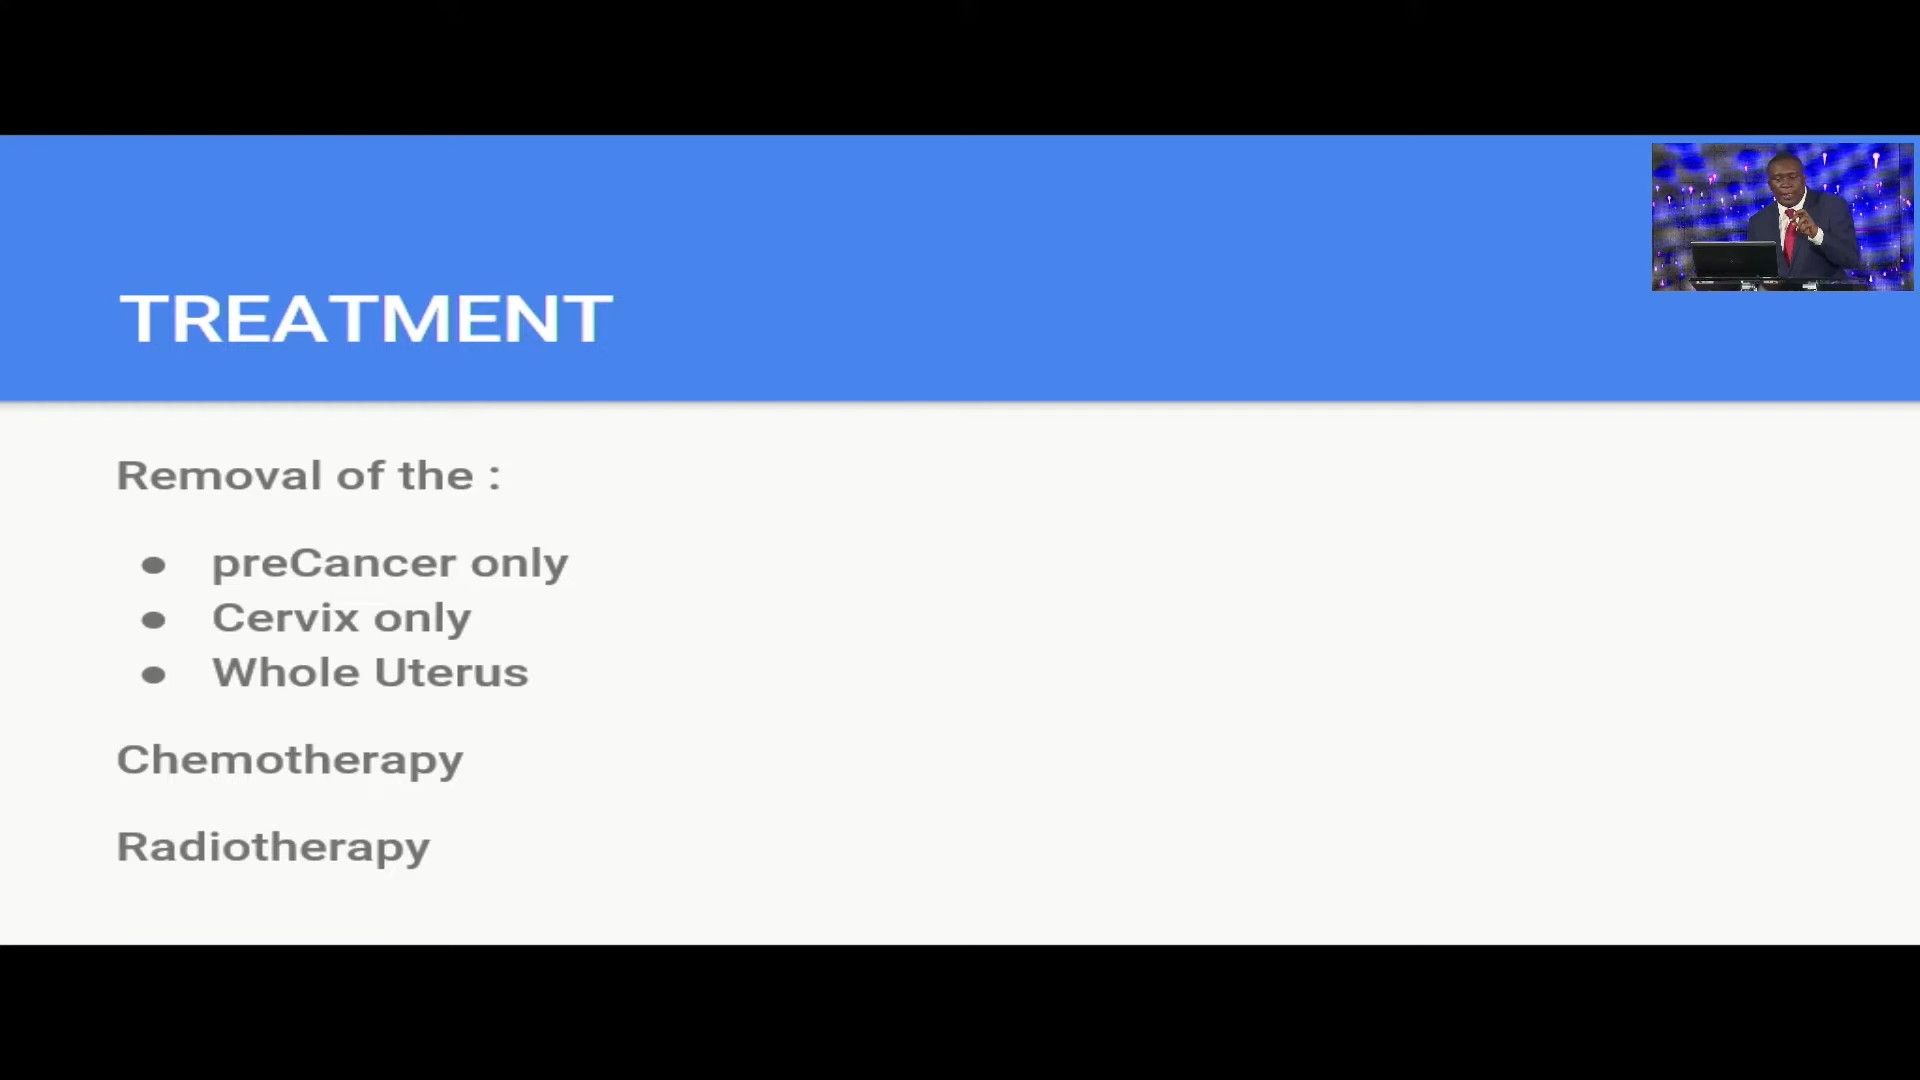 TREATMENT
Removal of the :
● preCancer only
● Cervix only
● Whole Uterus
Chemotherapy
Radiotherapy